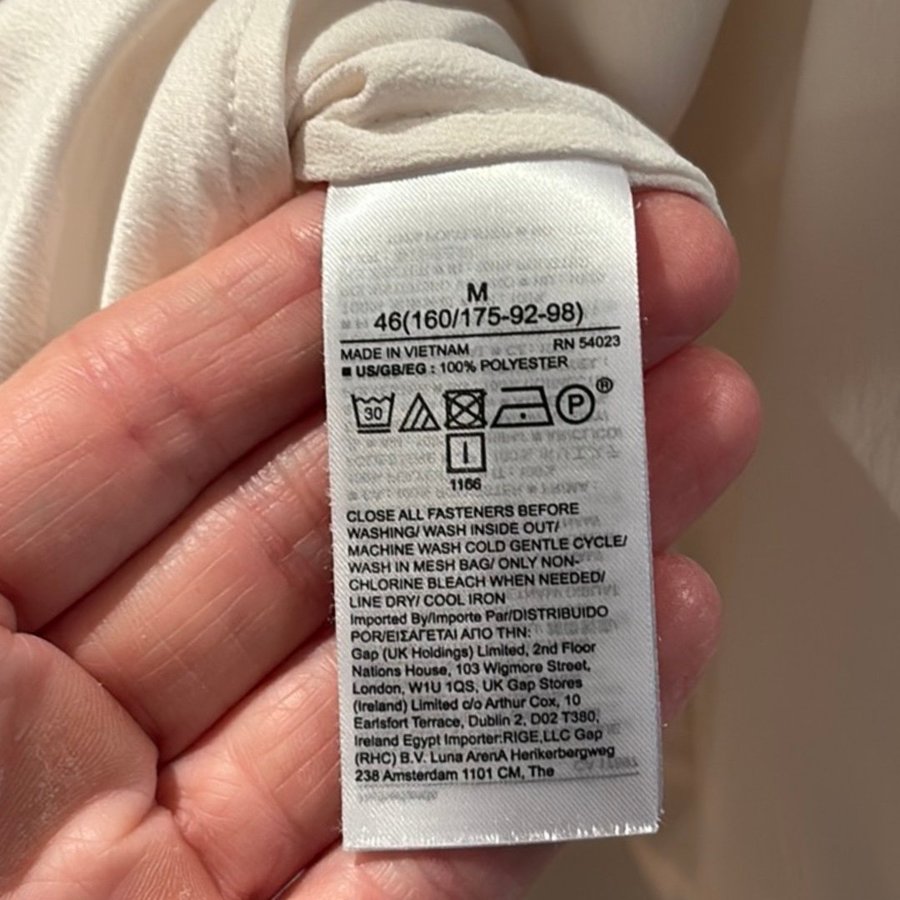 M
46(160/175-92-98)
MADE IN VIETNAM RN 54023
■ US/GB/EG : 100% POLYESTER
30 P ®
1166
CLOSE ALL FASTENERS BEFORE
WASHING/ WASH INSIDE OUT/
MACHINE WASH COLD GENTLE CYCLE/
WASH IN MESH BAG/ ONLY NON-
CHLORINE BLEACH WHEN NEEDED/
LINE DRY/ COOL IRON
Imported By/Importe Par/DISTRIBUIDO
POR/ΕΙΣΑΓΕΤΑΙ ΑΠΟ ΤΗΝ:
Gap (UK Holdings) Limited, 2nd Floor
Nations House, 103 Wigmore Street,
London, W1U 1QS, UK Gap Stores
(Ireland) Limited c/o Arthur Cox, 10
Earlsfort Terrace, Dublin 2, D02 T380,
Ireland Egypt Importer:RIGE,LLC Gap
(RHC) B.V. Luna ArenA Herikerbergweg
238 Amsterdam 1101 CM, The